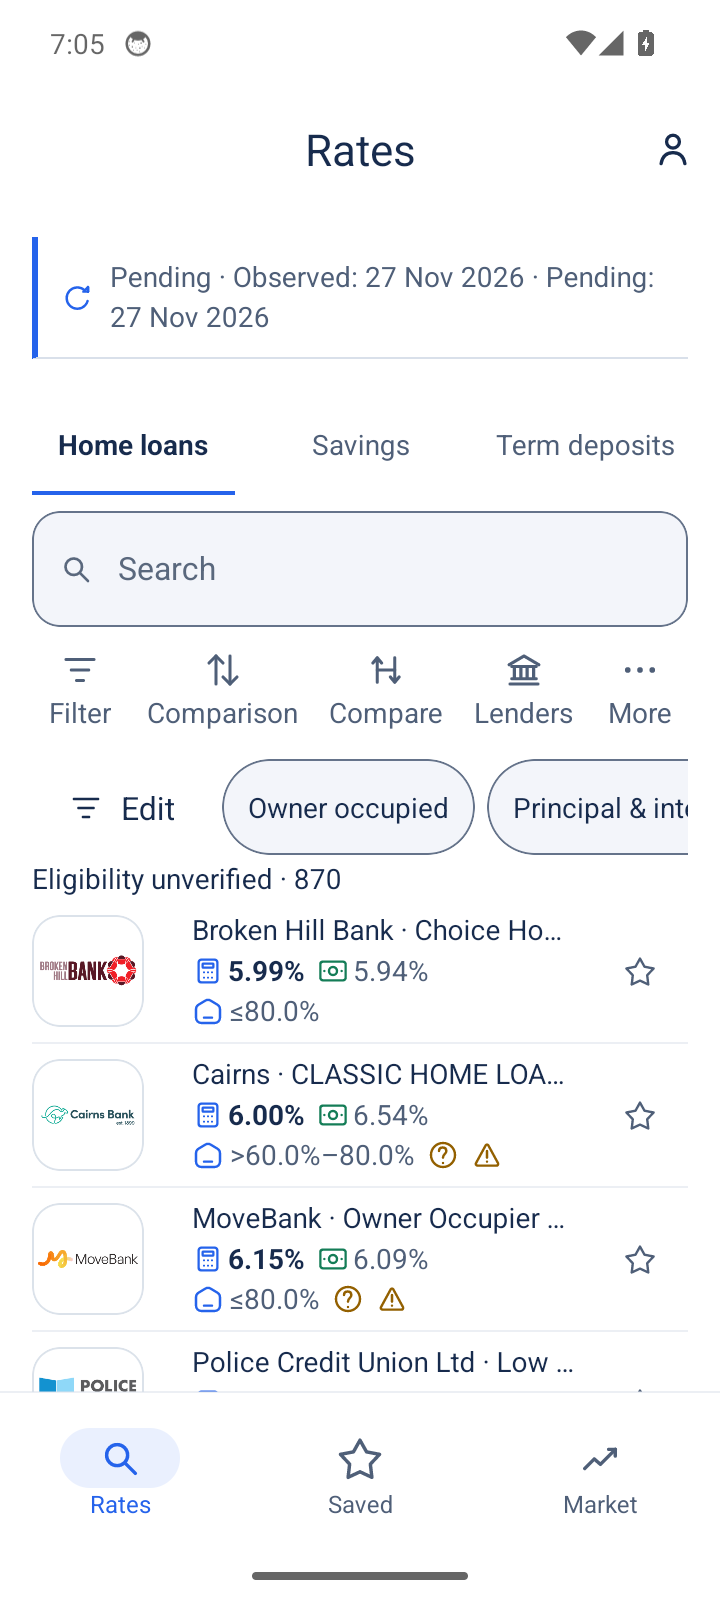 7:05
Rates
Pending · Observed: 27 Nov 2026 · Pending:
27 Nov 2026
Home loans
Savings
Term deposits
Search
Filter
Comparison
Compare
Lenders
More
Edit
Owner occupied
Principal & inte
Eligibility unverified · 870
BROKEN
HILL BANK
Broken Hill Bank · Choice Ho...
5.99% 5.94%
≤80.0%
Cairns Bank
est. 1899
Cairns · CLASSIC HOME LOA...
6.00% 6.54%
>60.0%–80.0%
MoveBank
MoveBank · Owner Occupier ...
6.15% 6.09%
≤80.0%
POLICE
Police Credit Union Ltd · Low ...
Rates
Saved
Market